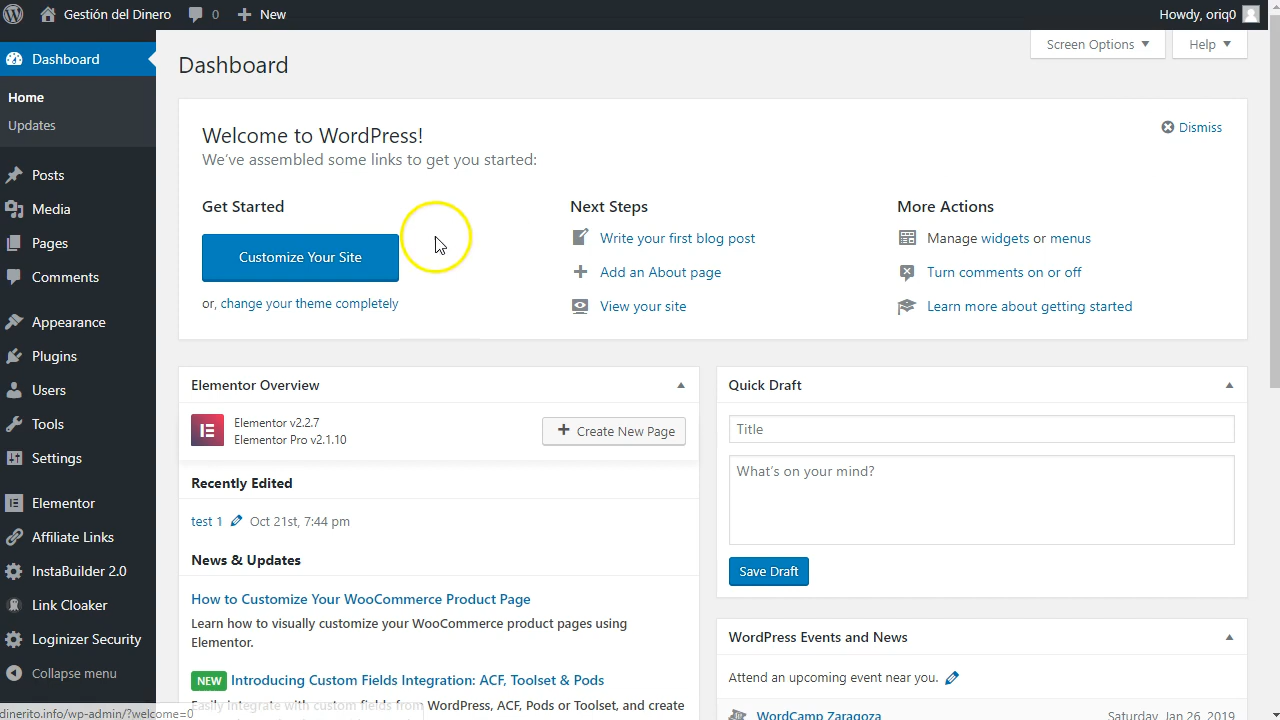 Gestión del Dinero 0 New Howdy, oriq0
Screen Options Help
Dashboard
Home
Updates
Posts
Media
Pages
Comments
Appearance
Plugins
Users
Tools
Settings
Elementor
Affiliate Links
InstaBuilder 2.0
Link Cloaker
Loginizer Security
Collapse menu
Dashboard
Welcome to WordPress!
We've assembled some links to get you started:
Dismiss
Get Started
Customize Your Site
or, change your theme completely
Next Steps
Write your first blog post
Add an About page
View your site
More Actions
Manage widgets or menus
Turn comments on or off
Learn more about getting started
Elementor Overview
Elementor v2.2.7
Elementor Pro v2.1.10
Create New Page
Recently Edited
test 1 Oct 21st, 7:44 pm
News & Updates
How to Customize Your WooCommerce Product Page
Learn how to visually customize your WooCommerce product pages using
Elementor.
NEW Introducing Custom Fields Integration: ACF, Toolset & Pods
Easily integrate with custom fields from WordPress, ACF, Pods or Toolset, and create
Quick Draft
Title
What's on your mind?
Save Draft
WordPress Events and News
Attend an upcoming event near you.
WordCamp Zaragoza Saturday, Jan 26, 2019
dinerito.info/wp-admin/?welcome=0